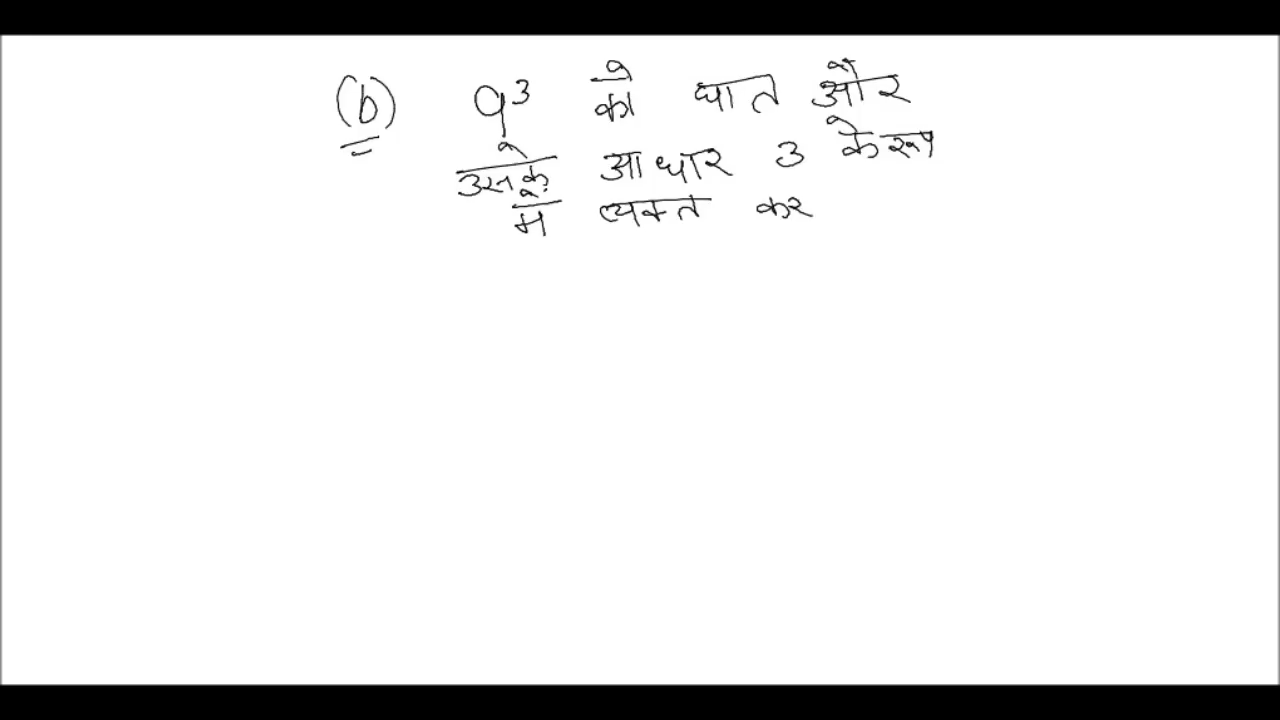 (b) 9³ को घात और
उसके आधार 3 के रूप
में व्यक्त कर